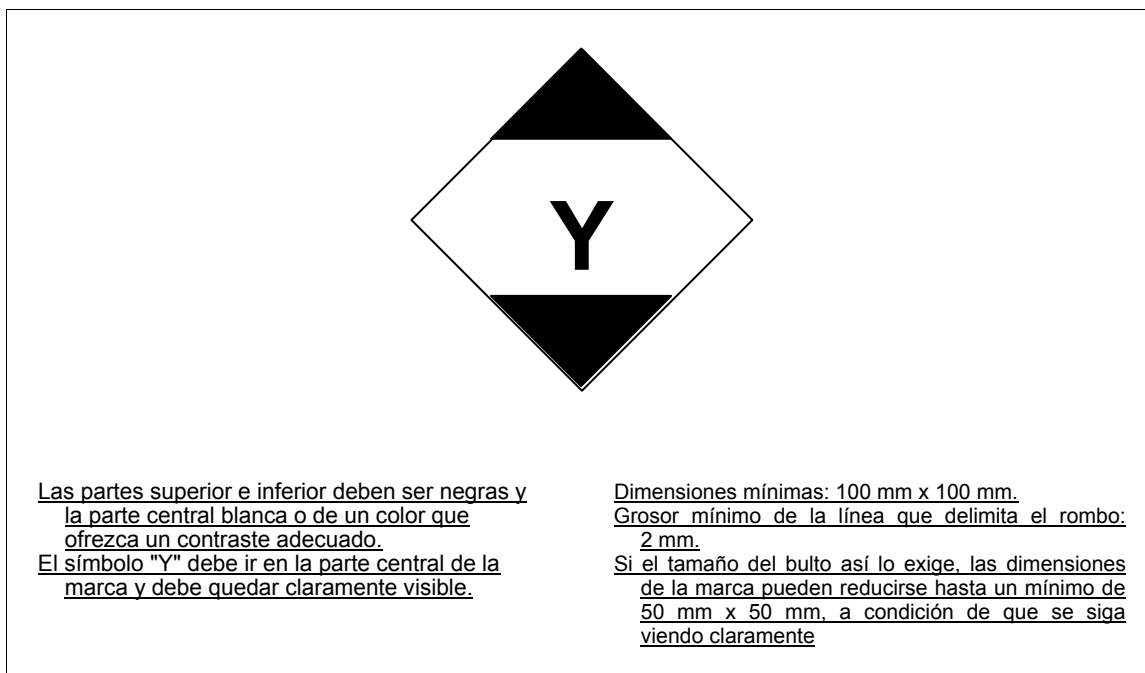 Y
Las partes superior e inferior deben ser negras y
la parte central blanca o de un color que
ofrezca un contraste adecuado.
El símbolo "Y" debe ir en la parte central de la
marca y debe quedar claramente visible.
Dimensiones mínimas: 100 mm x 100 mm.
Grosor mínimo de la línea que delimita el rombo:
2 mm.
Si el tamaño del bulto así lo exige, las dimensiones
de la marca pueden reducirse hasta un mínimo de
50 mm x 50 mm, a condición de que se siga
viendo claramente